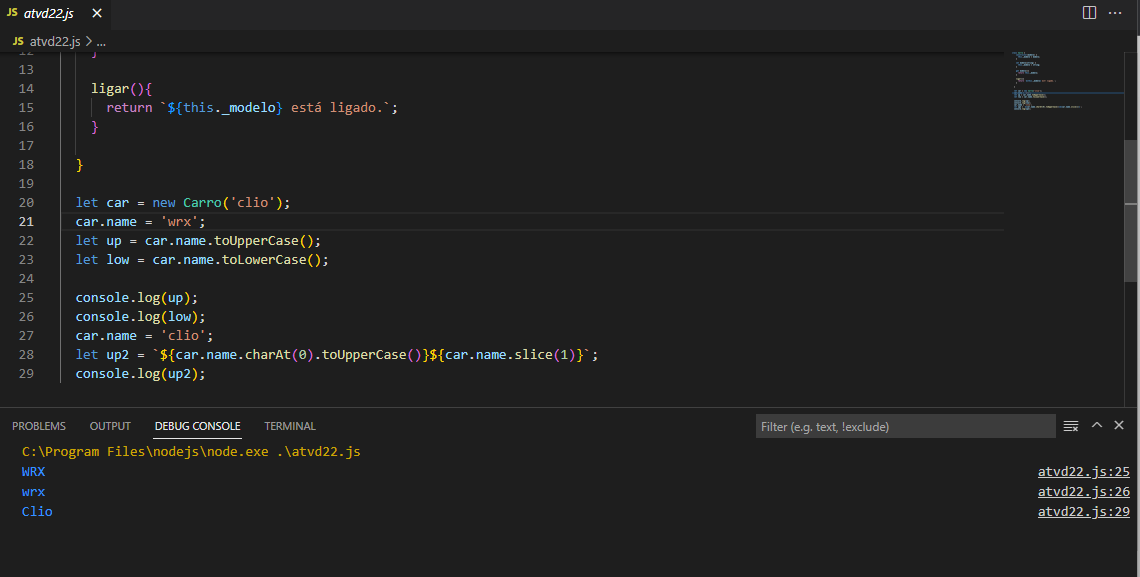 JS atvd22.js ×
JS atvd22.js > ...
12 }
13
14 ligar(){
15 return `${this._modelo} está ligado.`;
16 }
17
18 }
19
20 let car = new Carro('clio');
21 car.name = 'wrx';
22 let up = car.name.toUpperCase();
23 let low = car.name.toLowerCase();
24
25 console.log(up);
26 console.log(low);
27 car.name = 'clio';
28 let up2 = `${car.name.charAt(0).toUpperCase()}${car.name.slice(1)}`;
29 console.log(up2);
PROBLEMS OUTPUT DEBUG CONSOLE TERMINAL Filter (e.g. text, !exclude)
C:\Program Files\nodejs\node.exe .\atvd22.js
WRX atvd22.js:25
wrx atvd22.js:26
Clio atvd22.js:29